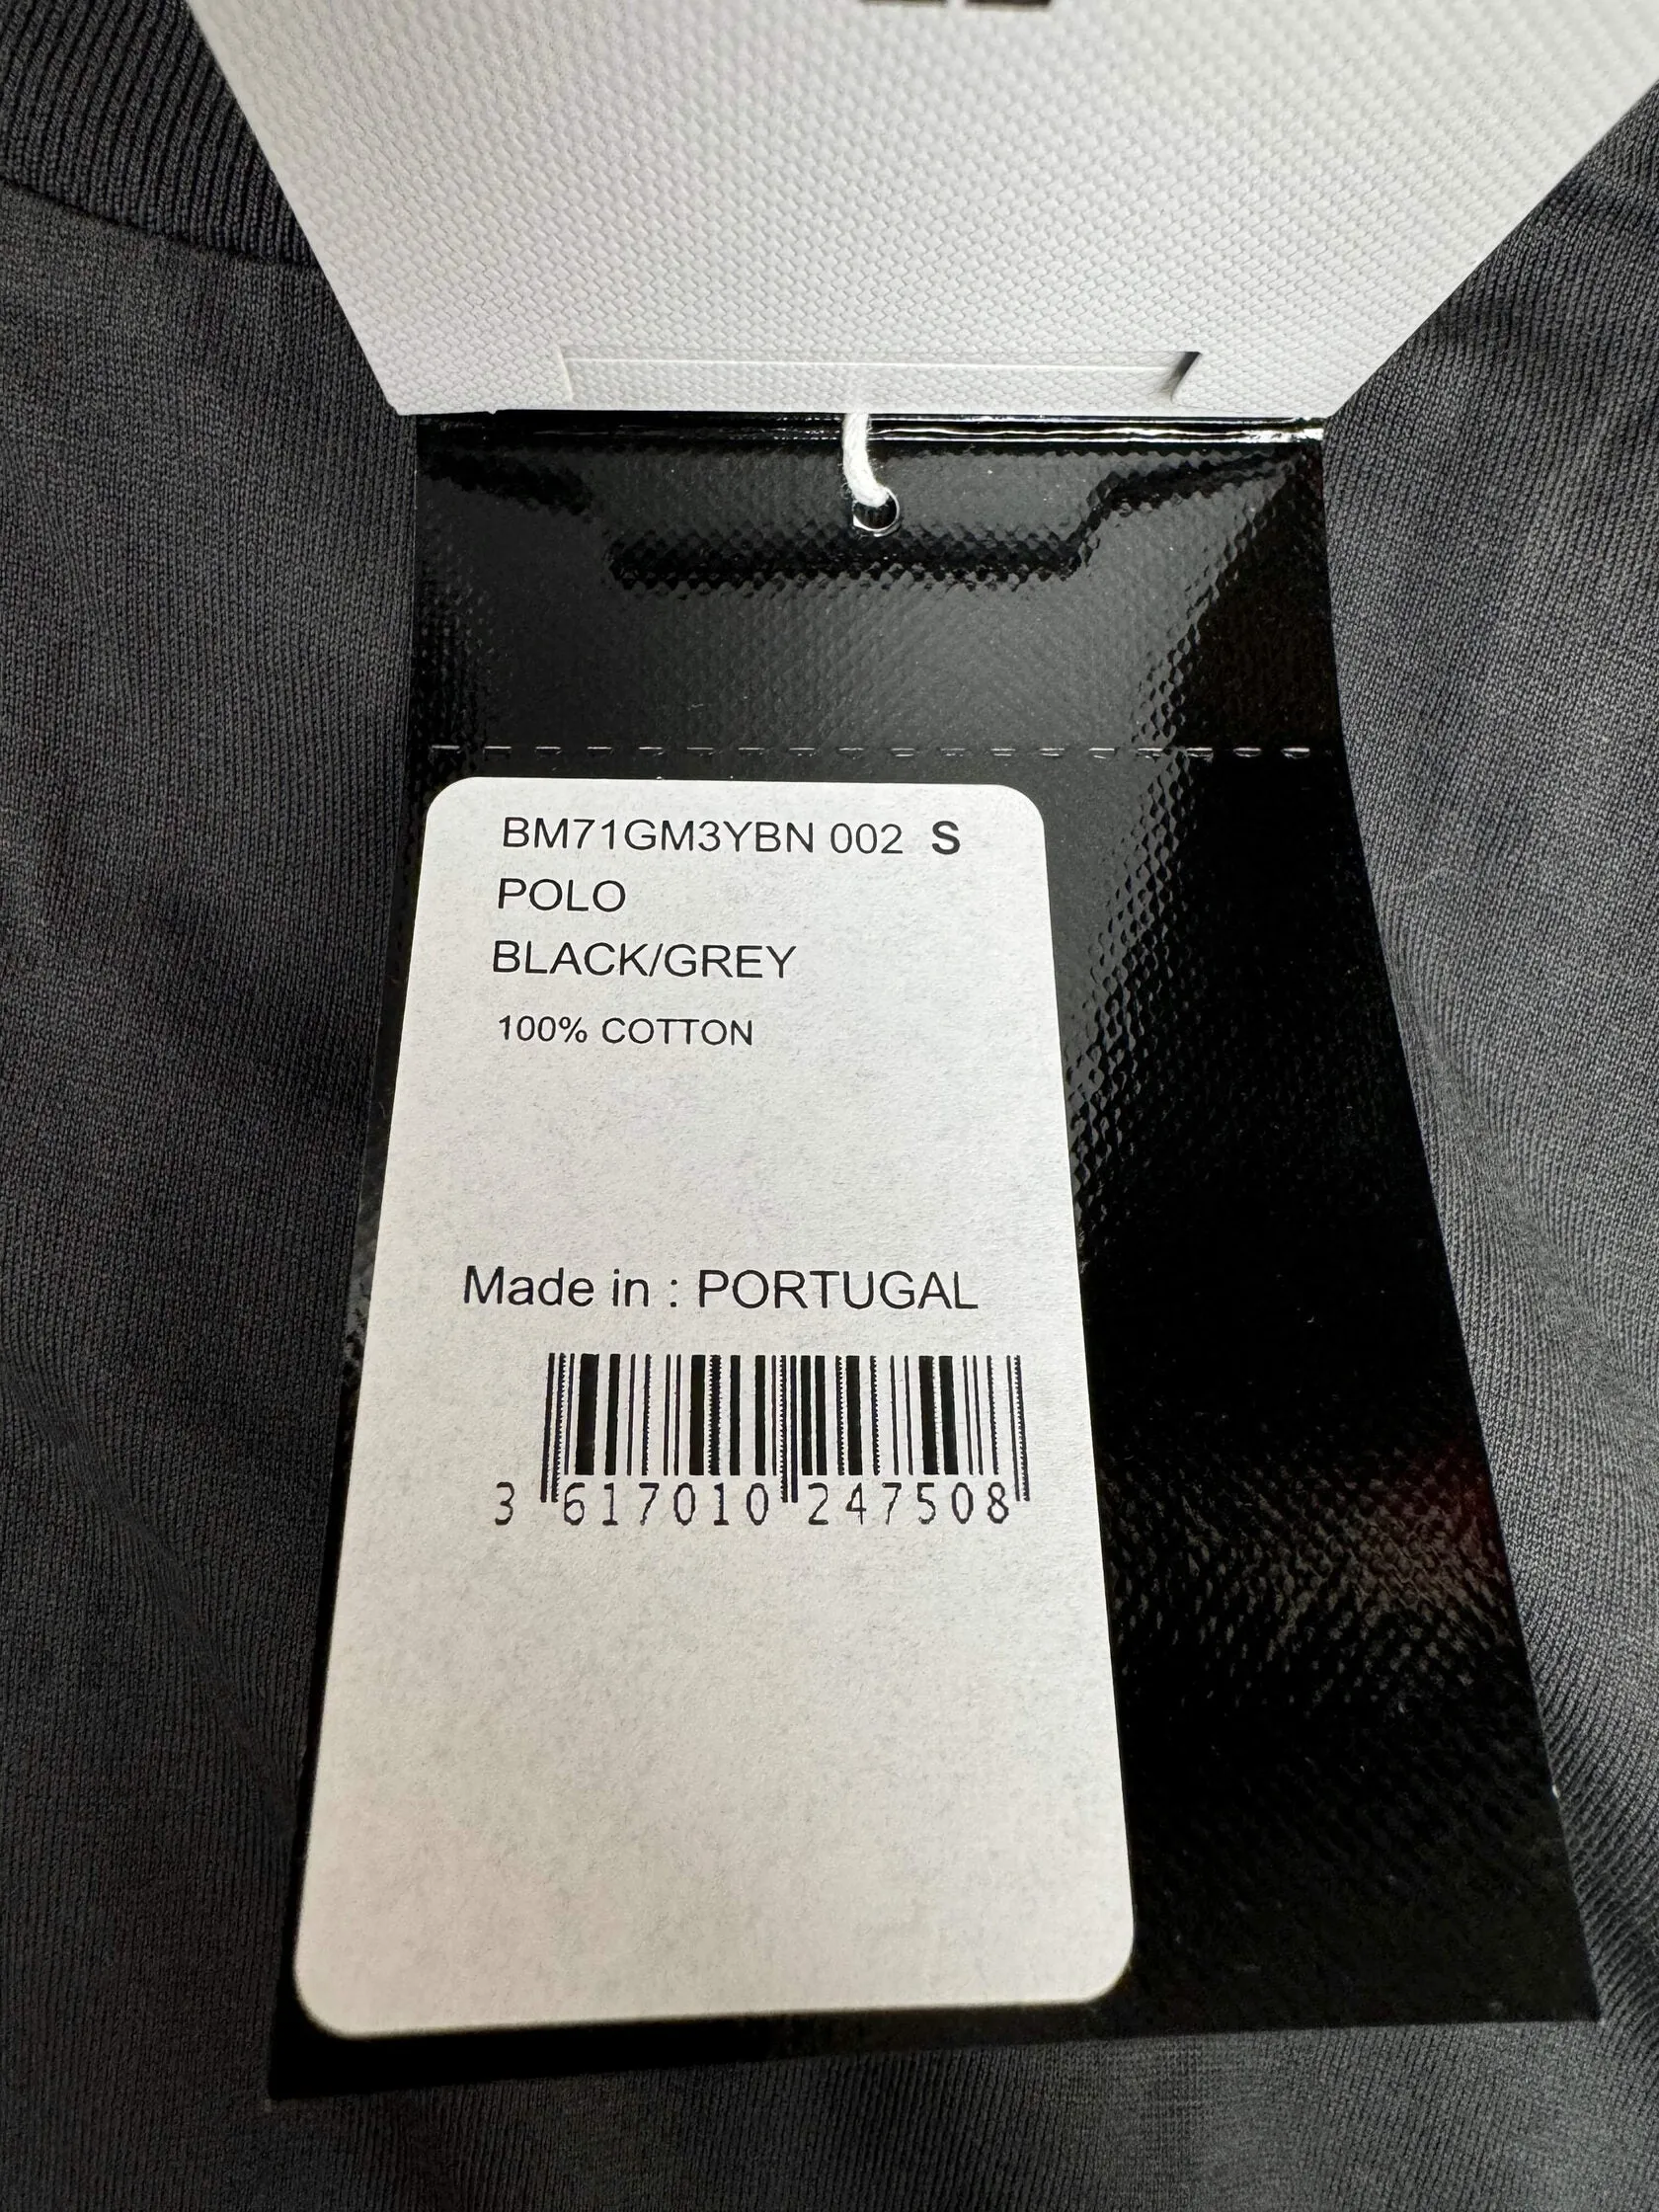 BM71GM3YBN 002 S
POLO
BLACK/GREY
100% COTTON
Made in : PORTUGAL
3 617010 247508